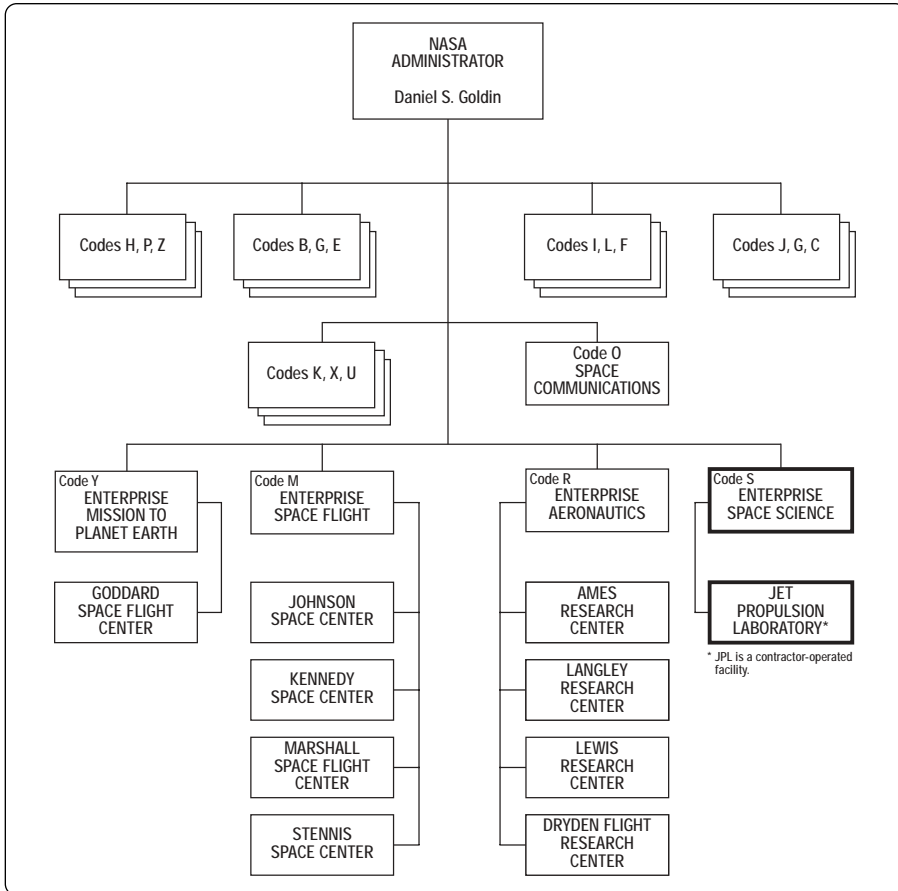 NASA
ADMINISTRATOR
Daniel S. Goldin
Codes H, P, Z
Codes B, G, E
Codes I, L, F
Codes J, G, C
Codes K, X, U
Code O
SPACE
COMMUNICATIONS
Code Y
ENTERPRISE
MISSION TO
PLANET EARTH
GODDARD
SPACE FLIGHT
CENTER
Code M
ENTERPRISE
SPACE FLIGHT
JOHNSON
SPACE CENTER
KENNEDY
SPACE CENTER
MARSHALL
SPACE FLIGHT
CENTER
STENNIS
SPACE CENTER
Code R
ENTERPRISE
AERONAUTICS
AMES
RESEARCH
CENTER
LANGLEY
RESEARCH
CENTER
LEWIS
RESEARCH
CENTER
DRYDEN FLIGHT
RESEARCH
CENTER
Code S
ENTERPRISE
SPACE SCIENCE
JET
PROPULSION
LABORATORY*
* JPL is a contractor-operated
facility.